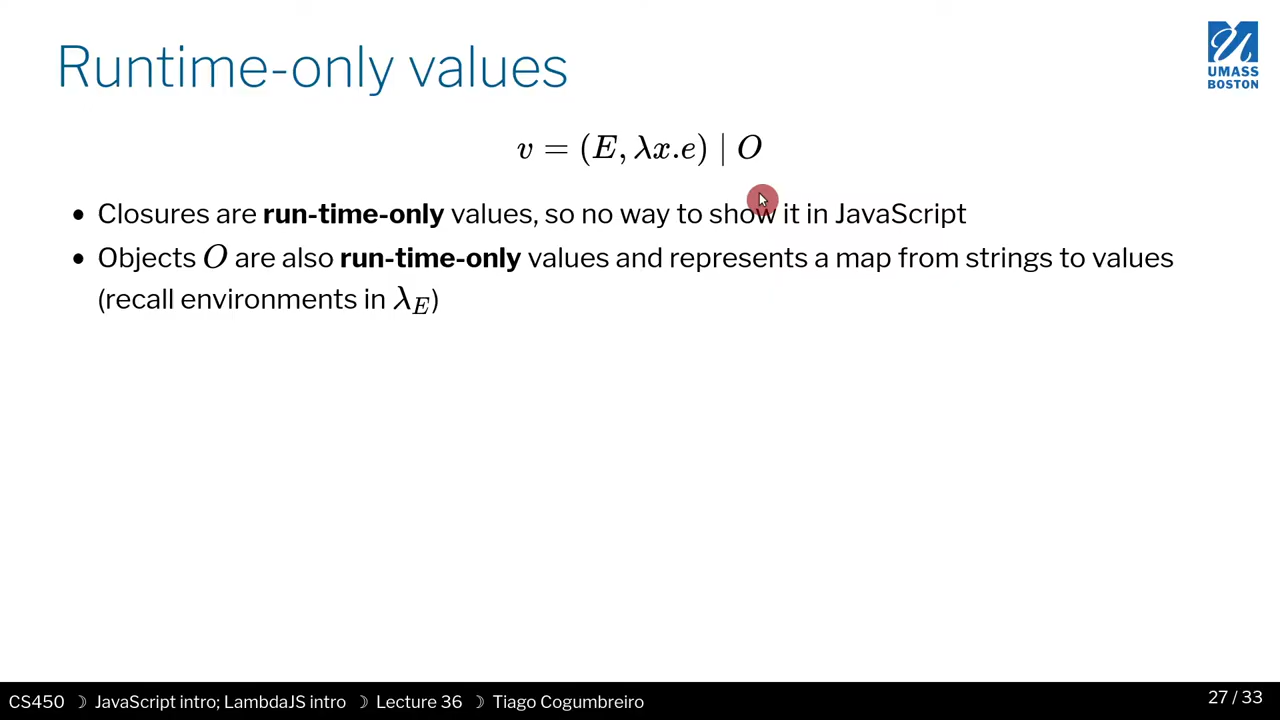 Runtime-only values
UMASS
BOSTON
v = (E, λx.e) | O
• Closures are run-time-only values, so no way to show it in JavaScript
• Objects O are also run-time-only values and represents a map from strings to values
(recall environments in λ_E)
CS450 ☽ JavaScript intro; LambdaJS intro ☽ Lecture 36 ☽ Tiago Cogumbreiro
27 / 33